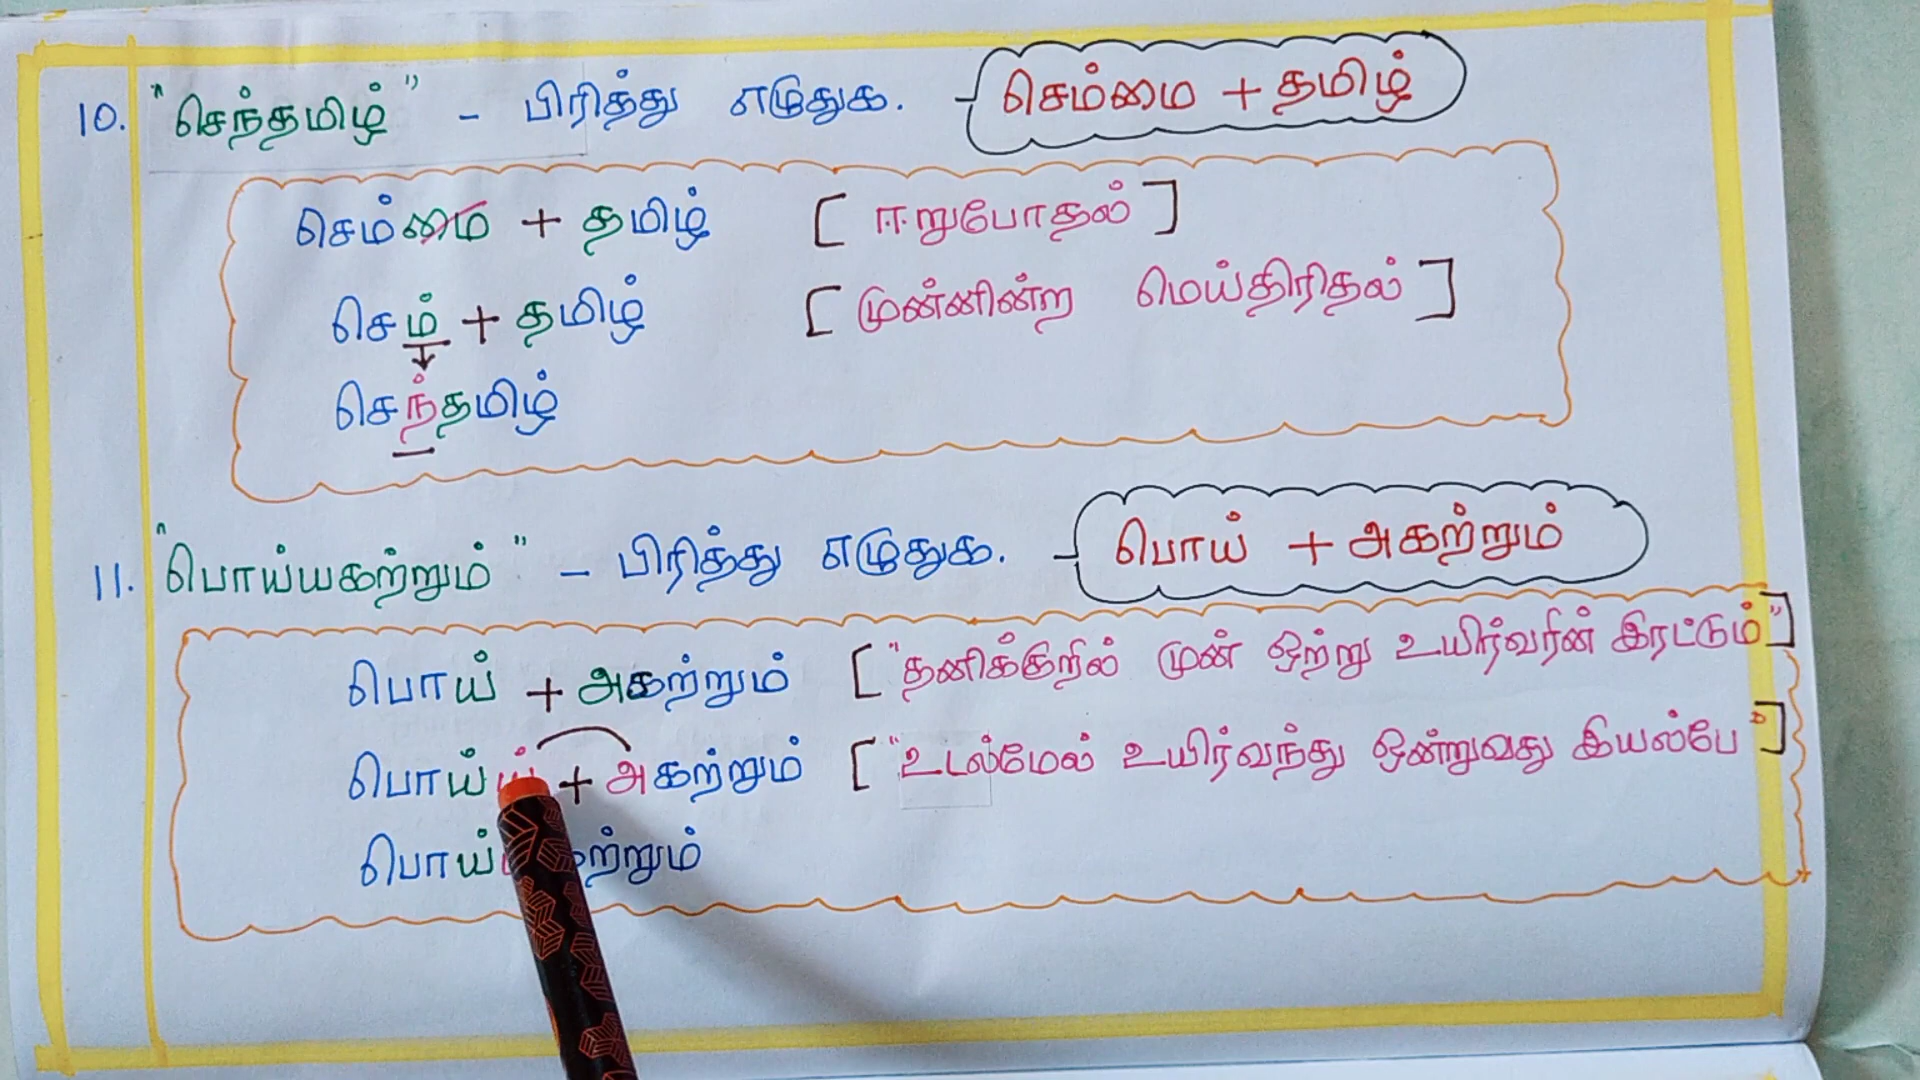 10. "செந்தமிழ்" - பிரித்து எழுதுக. - செம்மை + தமிழ்
செம்மை + தமிழ் [ ஈறுபோதல் ]
செம் + தமிழ் [ முன்னின்ற மெய்திரிதல் ]
செந்தமிழ்
11. "பொய்யகற்றும்" - பிரித்து எழுதுக. - பொய் + அகற்றும்
பொய் + அகற்றும் [ "தனிக்குறில் முன் ஒற்று உயிர்வரின் இரட்டும்" ]
பொய்ய் + அகற்றும் [ "உடல்மேல் உயிர்வந்து ஒன்றுவது இயல்பே" ]